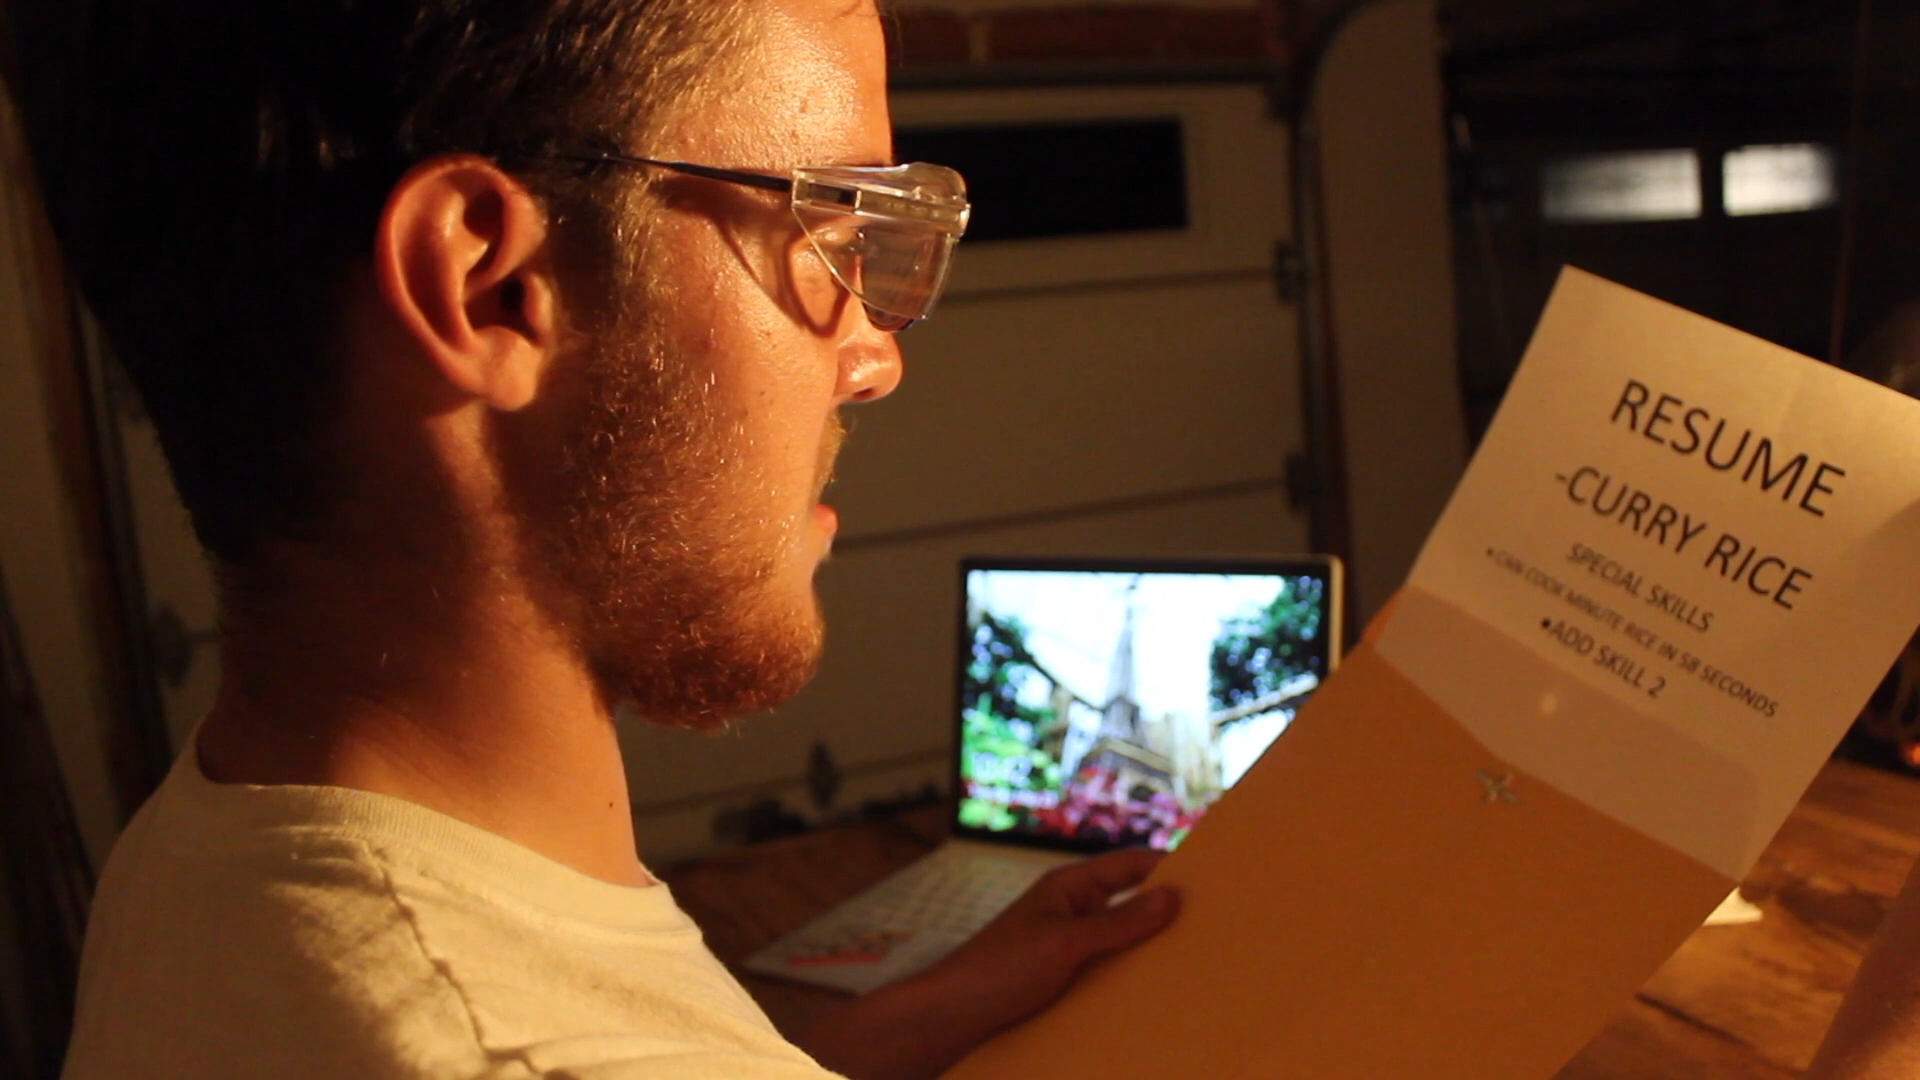 RESUME
-CURRY RICE
SPECIAL SKILLS
•CAN COOK MINUTE RICE IN 58 SECONDS
•ADD SKILL 2